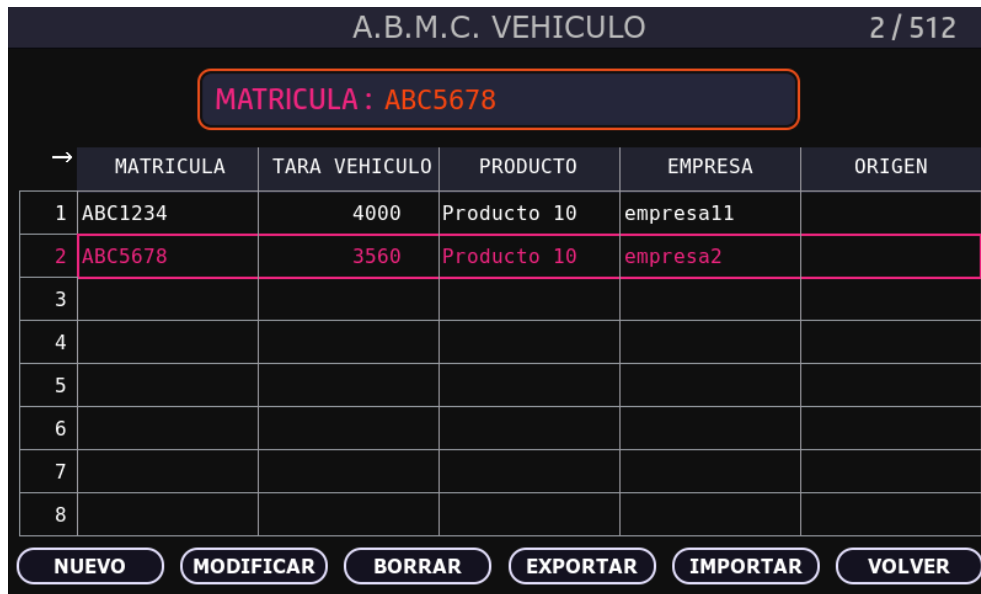 A.B.M.C. VEHICULO 2/512
MATRICULA: ABC5678
→ MATRICULA TARA VEHICULO PRODUCTO EMPRESA ORIGEN
1 ABC1234 4000 Producto 10 empresa11
2 ABC5678 3560 Producto 10 empresa2
3
4
5
6
7
8
NUEVO MODIFICAR BORRAR EXPORTAR IMPORTAR VOLVER